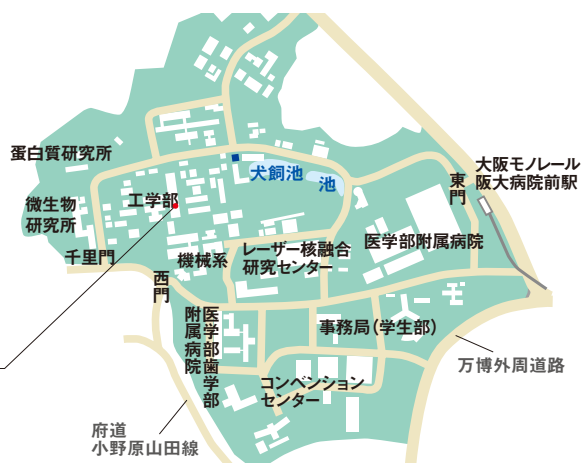 蛋白質研究所
犬飼池
池
大阪モノレール
阪大病院前駅
東門
微生物
研究所
工学部
千里門
西門
機械系
レーザー核融合
研究センター
医学部附属病院
医学部歯学部
附属病院
事務局（学生部）
コンベンション
センター
万博外周道路
府道
小野原山田線